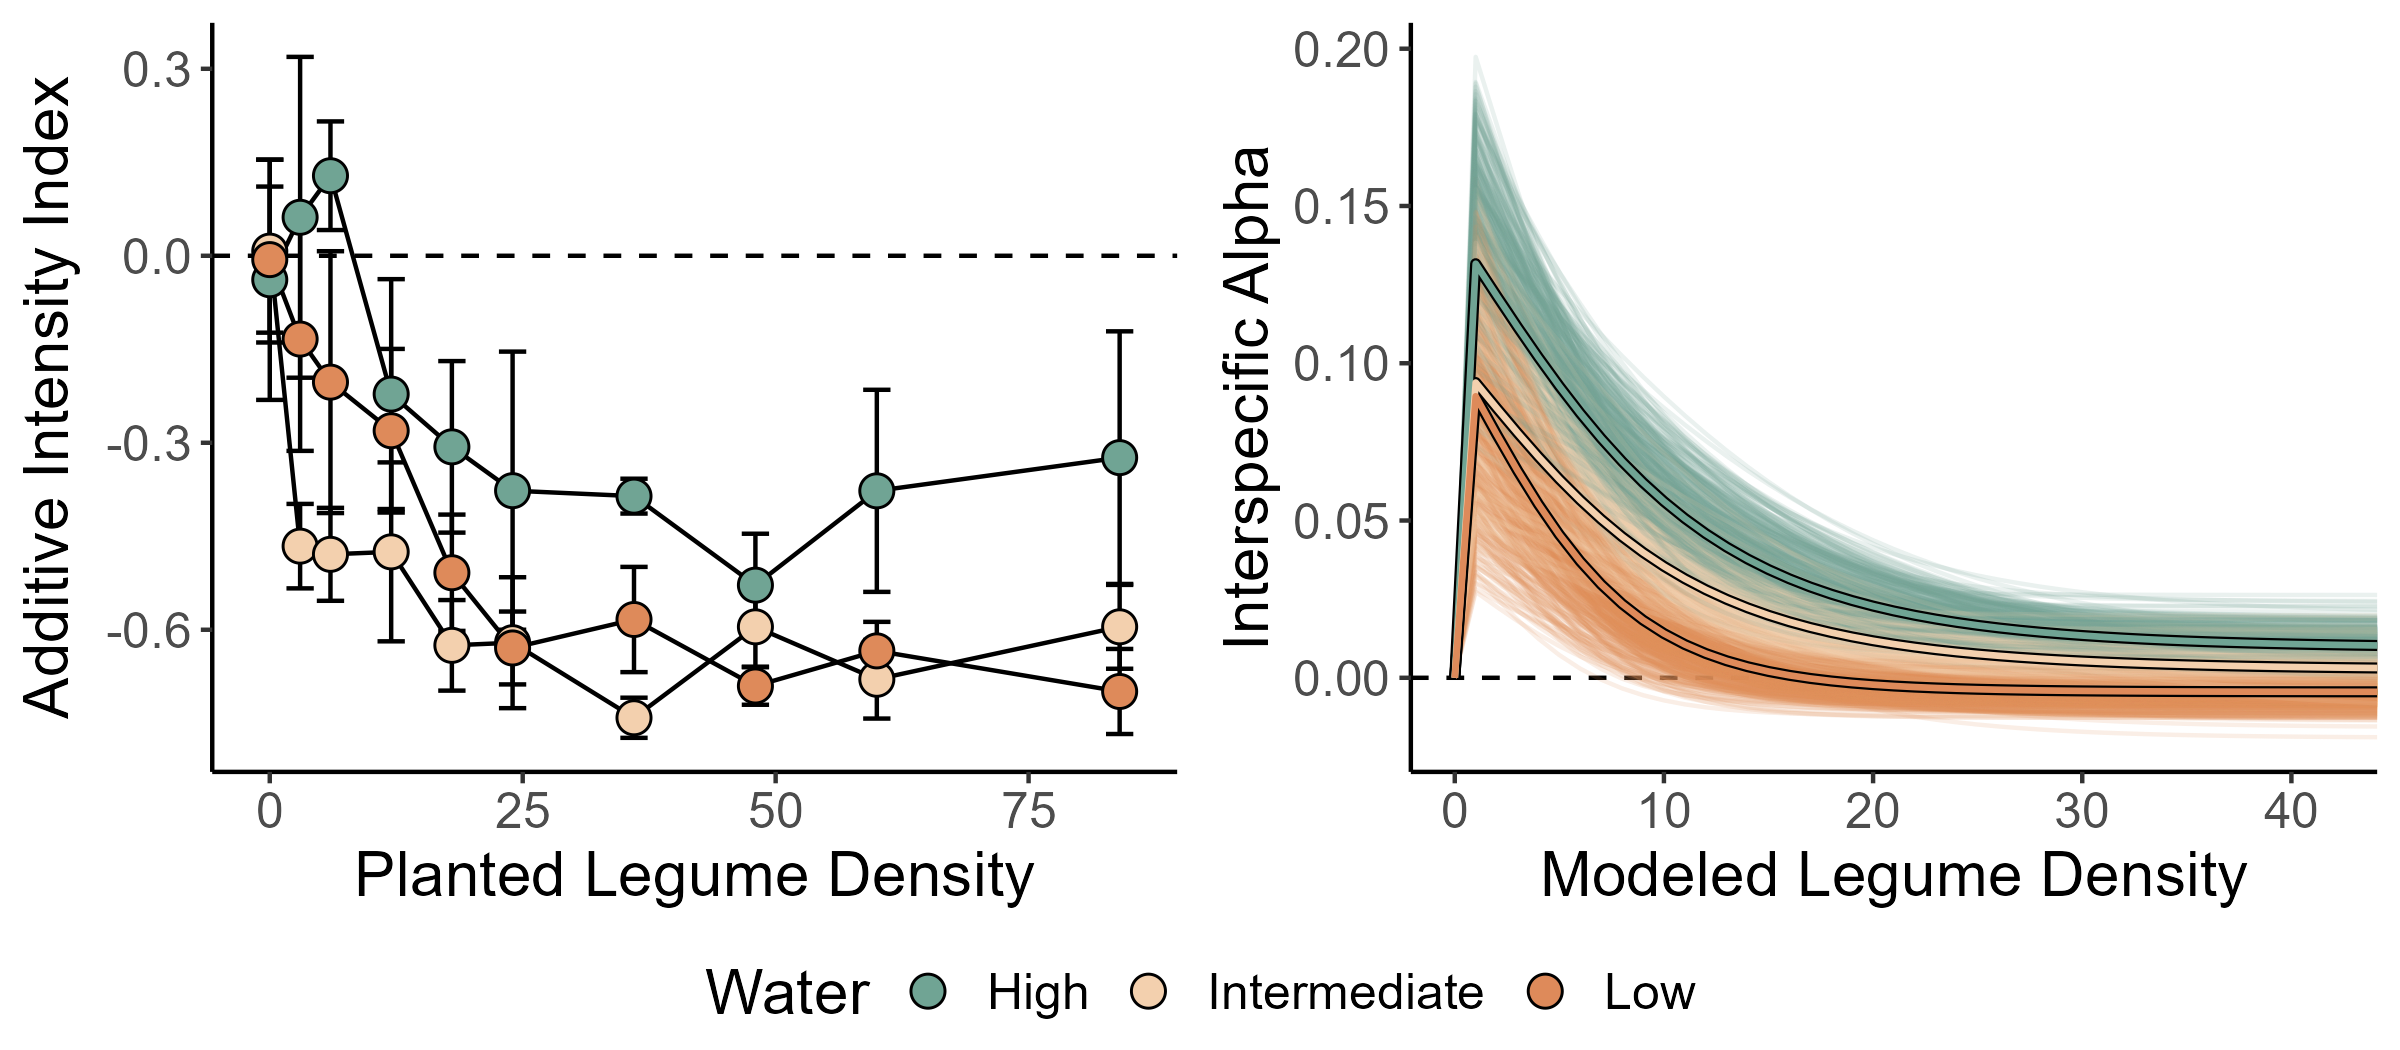 Additive Intensity Index
0.3
0.0
-0.3
-0.6
0 25 50 75
Planted Legume Density
Interspecific Alpha
0.20
0.15
0.10
0.05
0.00
0 10 20 30 40
Modeled Legume Density
Water High Intermediate Low